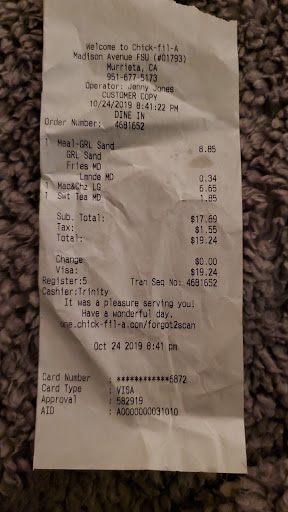 Welcome to Chick-fil-A
Madison Avenue FSU (#01793)
Murrieta, CA
951-677-5173
Operator: Jenny Jones
CUSTOMER COPY
10/24/2019 8:41:22 PM
DINE IN
Order Number: 4681652
1 Meal-GRL Sand 8.85
GRL Sand
Fries MD
Lmnde MD 0.34
1 Mac&Chz LG 6.65
1 Swt Tea MD 1.85
Sub. Total: $17.69
Tax: $1.55
Total: $19.24
Change $0.00
Visa: $19.24
Register:5 Tran Seq No: 4681652
Cashier:Trinity
It was a pleasure serving you!
Have a wonderful day.
one.chick-fil-a.com/forgot2scan
Oct 24 2019 8:41 pm
Card Number : ************6872
Card Type : VISA
Approval : 582919
AID : A0000000031010